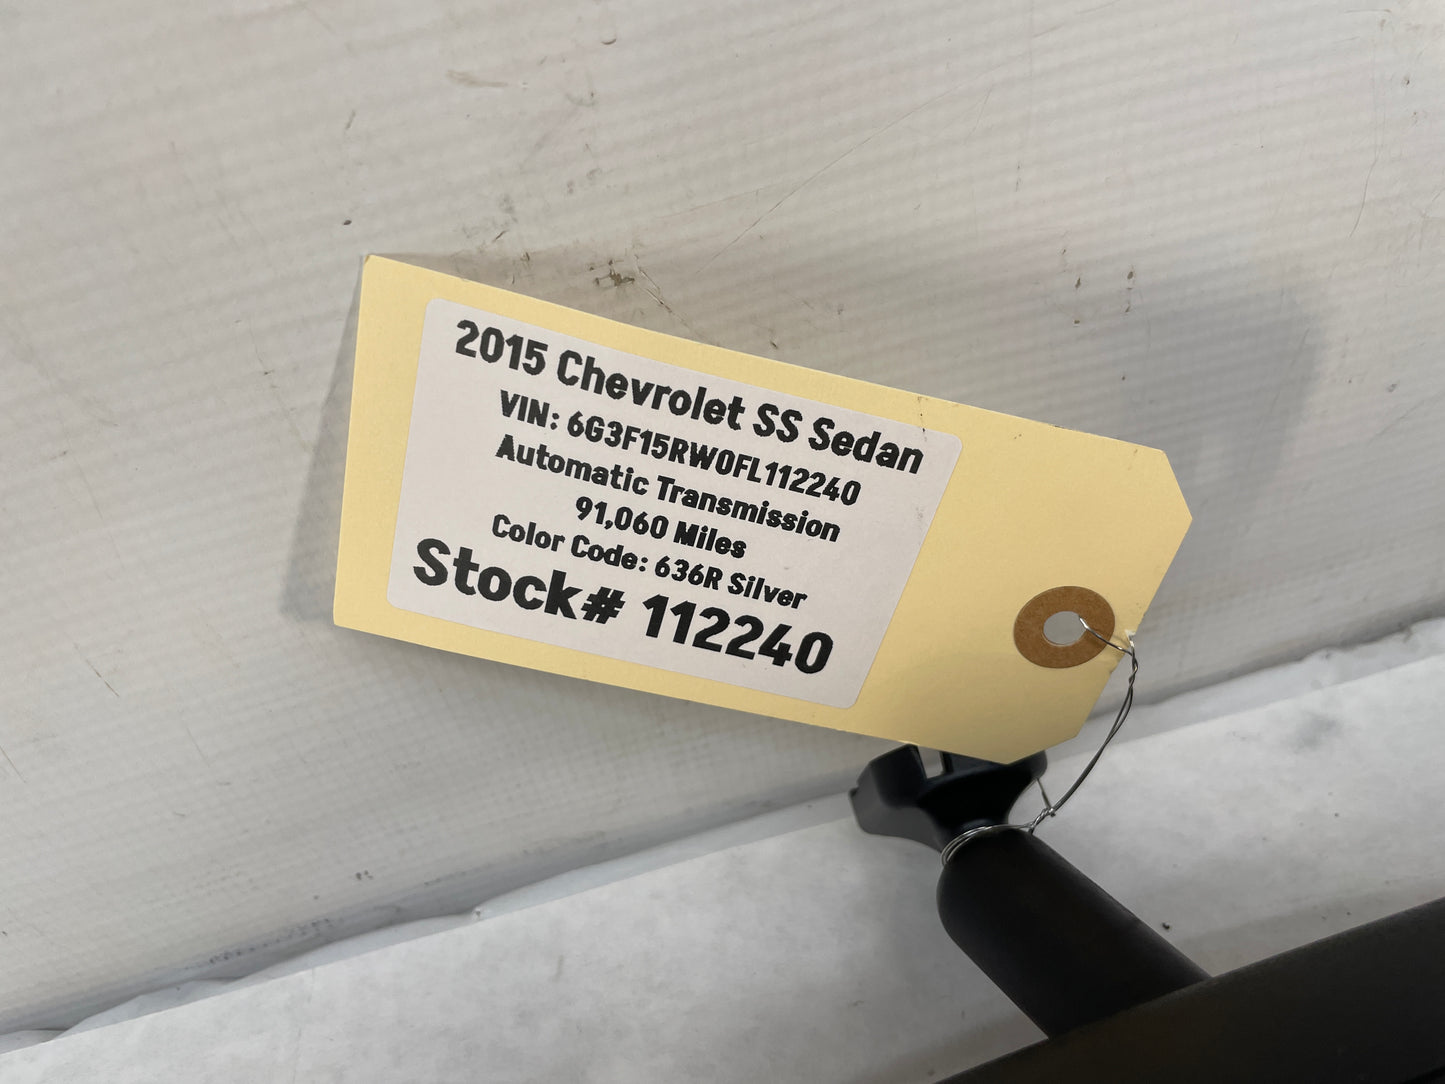 2015 Chevrolet SS Sedan
VIN: 6G3F15RW0FL112240
Automatic Transmission
91,060 Miles
Color Code: 636R Silver
Stock# 112240